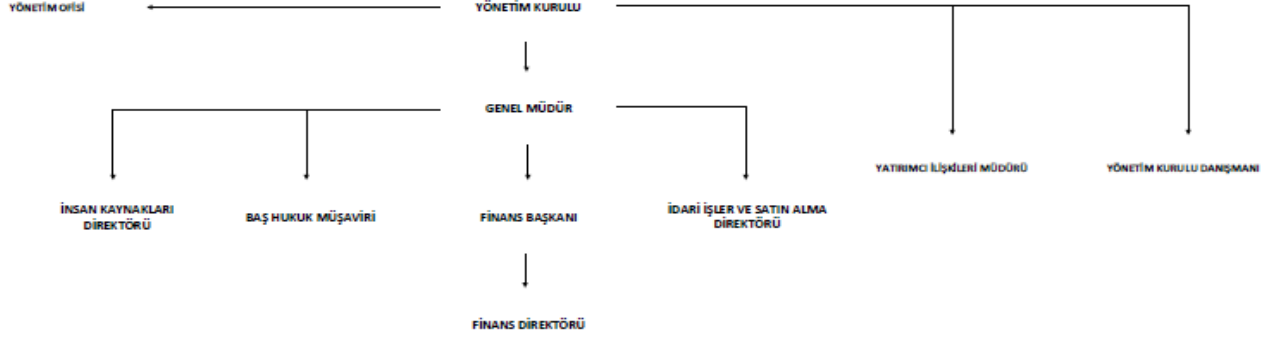 YÖNETİM OFİSİ
YÖNETİM KURULU
GENEL MÜDÜR
YATIRIMCI İLİŞKİLERİ MÜDÜRÜ
YÖNETİM KURULU DANIŞMANI
İNSAN KAYNAKLARI
DİREKTÖRÜ
BAŞ HUKUK MÜŞAVİRİ
FİNANS BAŞKANI
İDARİ İŞLER VE SATIN ALMA
DİREKTÖRÜ
FİNANS DİREKTÖRÜ